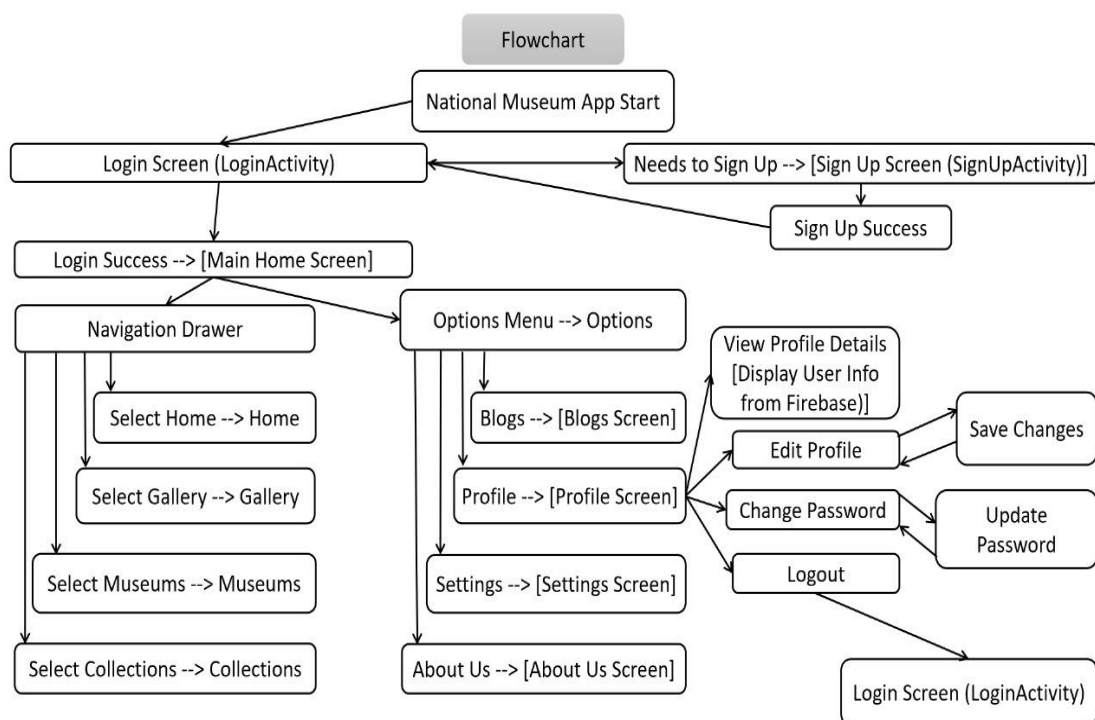 Flowchart
National Museum App Start
Login Screen (LoginActivity)
Needs to Sign Up --> [Sign Up Screen (SignUpActivity)]
Sign Up Success
Login Success --> [Main Home Screen]
Navigation Drawer
Options Menu --> Options
View Profile Details
[Display User Info
from Firebase)]
Select Home --> Home
Blogs --> [Blogs Screen]
Edit Profile
Save Changes
Select Gallery --> Gallery
Profile --> [Profile Screen]
Change Password
Update
Password
Select Museums --> Museums
Settings --> [Settings Screen]
Logout
Select Collections --> Collections
About Us --> [About Us Screen]
Login Screen (LoginActivity)